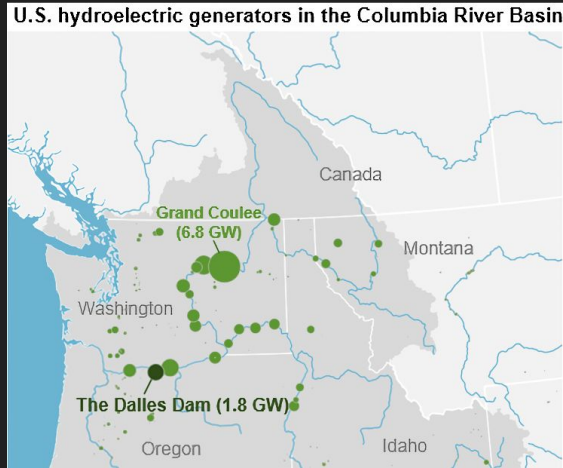 U.S. hydroelectric generators in the Columbia River Basin
Canada
Grand Coulee
(6.8 GW)
Montana
Washington
The Dalles Dam (1.8 GW)
Oregon
Idaho